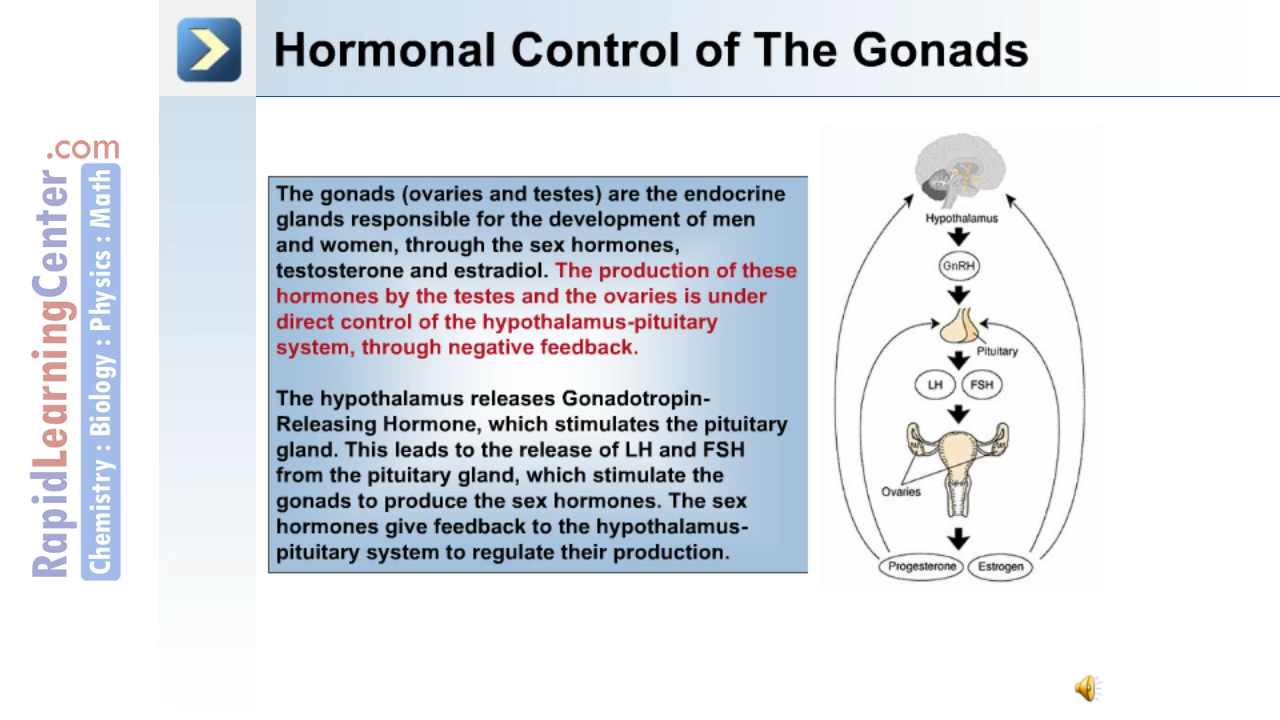 Hormonal Control of The Gonads
RapidLearningCenter.com
Chemistry : Biology : Physics : Math
The gonads (ovaries and testes) are the endocrine
glands responsible for the development of men
and women, through the sex hormones,
testosterone and estradiol. The production of these
hormones by the testes and the ovaries is under
direct control of the hypothalamus-pituitary
system, through negative feedback.
The hypothalamus releases Gonadotropin-
Releasing Hormone, which stimulates the pituitary
gland. This leads to the release of LH and FSH
from the pituitary gland, which stimulate the
gonads to produce the sex hormones. The sex
hormones give feedback to the hypothalamus-
pituitary system to regulate their production.
Hypothalamus
GnRH
Pituitary
LH FSH
Ovaries
Progesterone Estrogen